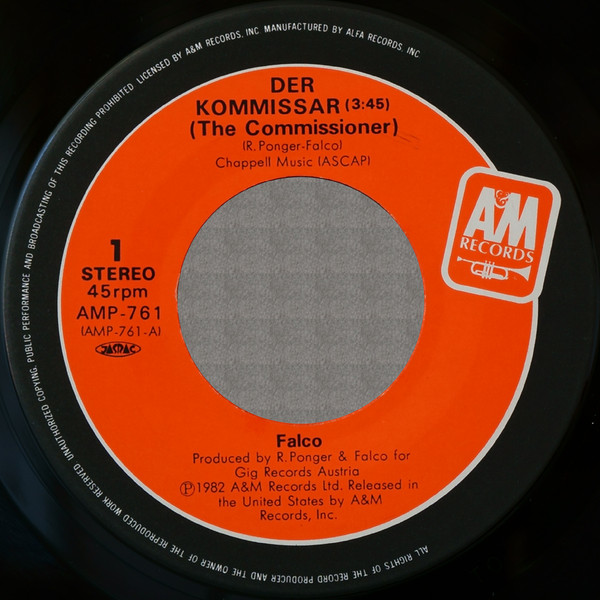 DER
KOMMISSAR (3:45)
(The Commissioner)
(R. Ponger-Falco)
Chappell Music (ASCAP)
A&M
RECORDS
1
STEREO
45rpm
AMP-761
(AMP-761-A)
JASRAC
Falco
Produced by R. Ponger & Falco for
Gig Records Austria
Ⓟ1982 A&M Records Ltd. Released in
the United States by A&M
Records, Inc.
ALL RIGHTS OF THE RECORD PRODUCER AND THE OWNER OF THE REPRODUCED WORK RESERVED UNAUTHORIZED COPYING. PUBLIC PERFORMANCE AND BROADCASTING OF THIS RECORDING PROHIBITED LICENSED BY A&M RECORDS, INC MANUFACTURED BY ALFA RECORDS, INC